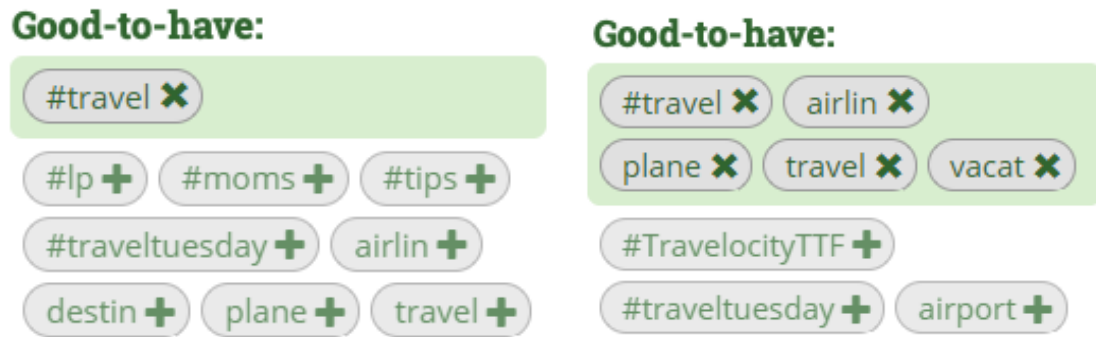 Good-to-have:
#travel ✖
#lp ✚ #moms ✚ #tips ✚
#traveltuesday ✚ airlin ✚
destin ✚ plane ✚ travel ✚
Good-to-have:
#travel ✖ airlin ✖
plane ✖ travel ✖ vacat ✖
#TravelocityTTF ✚
#traveltuesday ✚ airport ✚